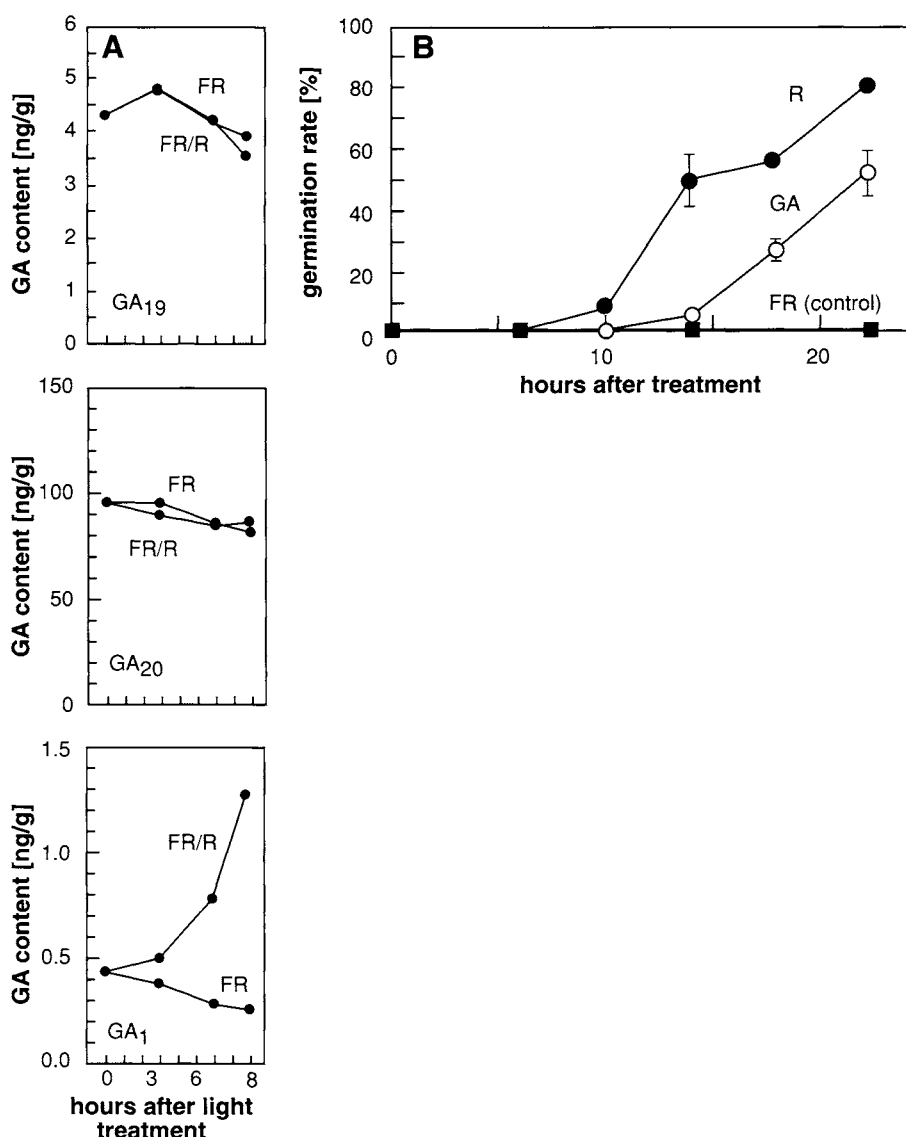 A
GA content [ng/g]
6
5
4
3
2
1
0
FR
FR/R
GA19
GA content [ng/g]
150
100
50
0
FR
FR/R
GA20
GA content [ng/g]
1.5
1.0
0.5
0.0
FR/R
FR
GA1
0 3 6 8
hours after light
treatment
B
germination rate [%]
100
80
60
40
20
0
R
GA
FR (control)
0 10 20
hours after treatment